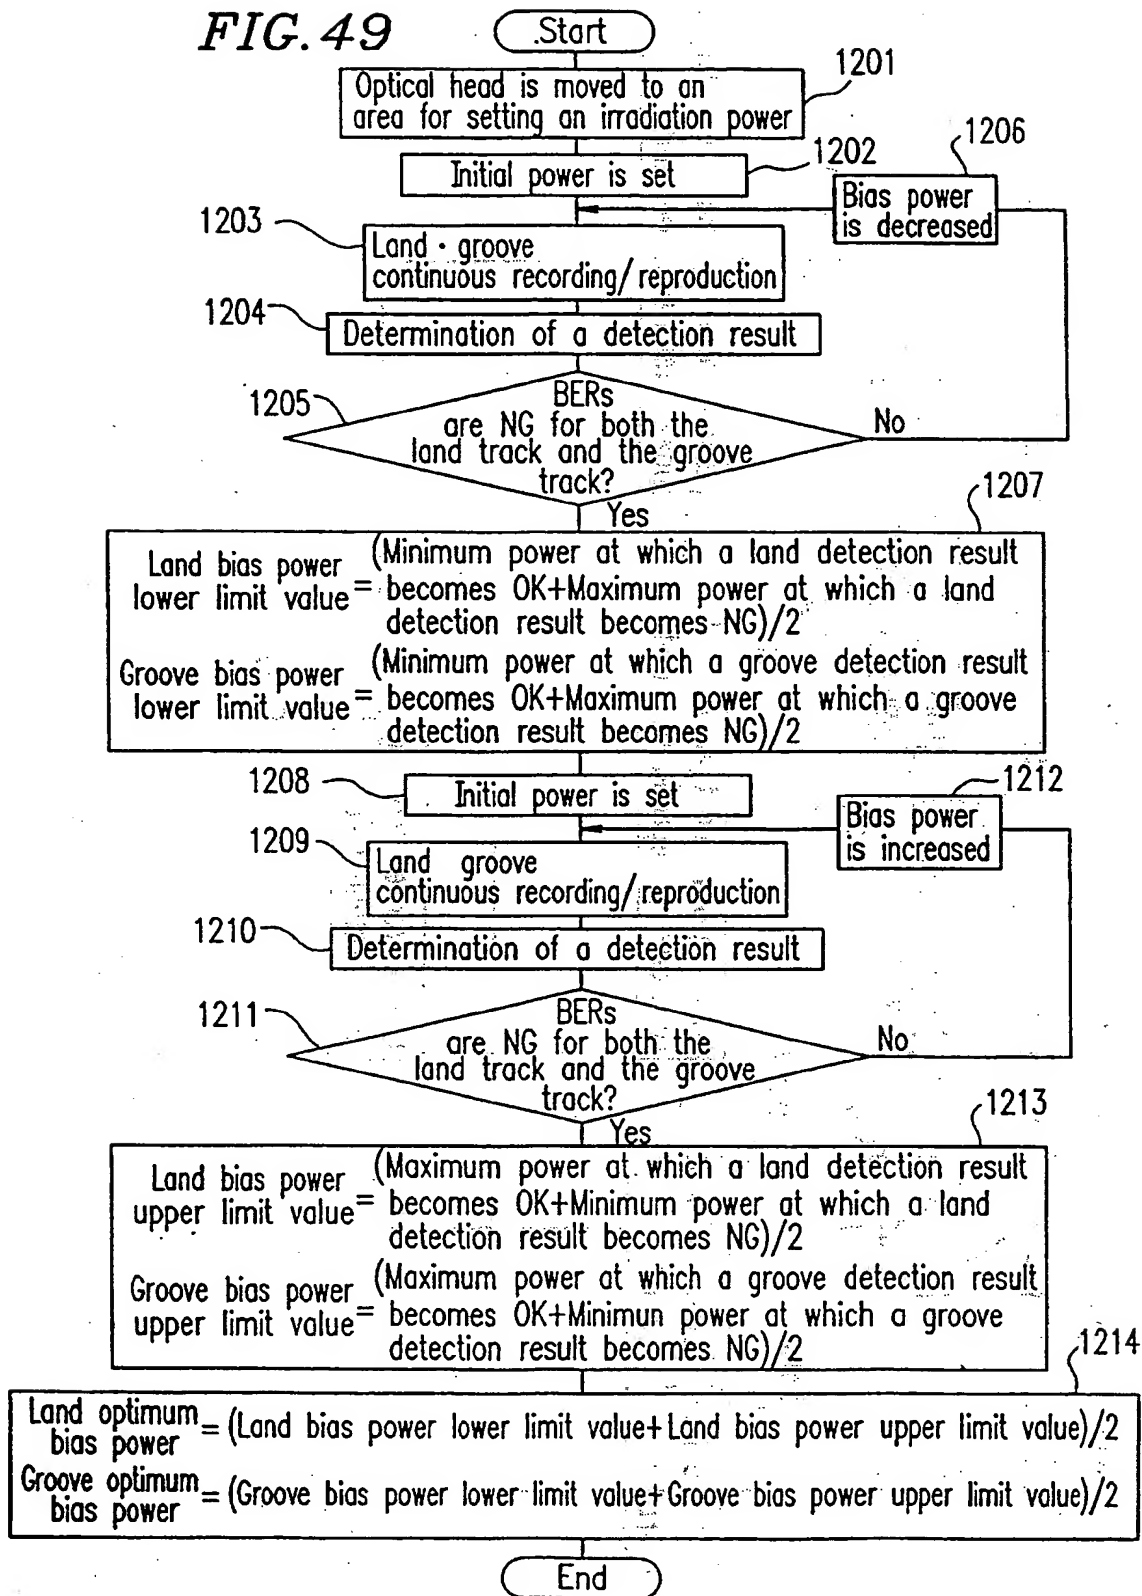 FIG. 49
.Start
1201
Optical head is moved to an
area for setting an irradiation power
1202
Initial power is set
1206
Bias power
is decreased
1203
Land · groove
continuous recording/reproduction
1204
Determination of a detection result
1205
BERs
are NG for both the
land track and the groove
track?
No
Yes
1207
Land bias power
lower limit value
= (Minimum power at which a land detection result
becomes OK+Maximum power at which a land
detection result becomes NG)/2
Groove bias power
lower limit value
= (Minimum power at which a groove detection result
becomes OK+Maximum power at which a groove
detection result becomes NG)/2
1208
Initial power is set
1212
Bias power
is increased
1209
Land groove
continuous recording/reproduction
1210
Determination of a detection result
1211
BERs
are NG for both the
land track and the groove
track?
No
Yes
1213
Land bias power
upper limit value
= (Maximum power at which a land detection result
becomes OK+Minimum power at which a land
detection result becomes NG)/2
Groove bias power
upper limit value
= (Maximum power at which a groove detection result
becomes OK+Minimun power at which a groove
detection result becomes NG)/2
1214
Land optimum
bias power
= (Land bias power lower limit value+Land bias power upper limit value)/2
Groove optimum
bias power
= (Groove bias power lower limit value+Groove bias power upper limit value)/2
End